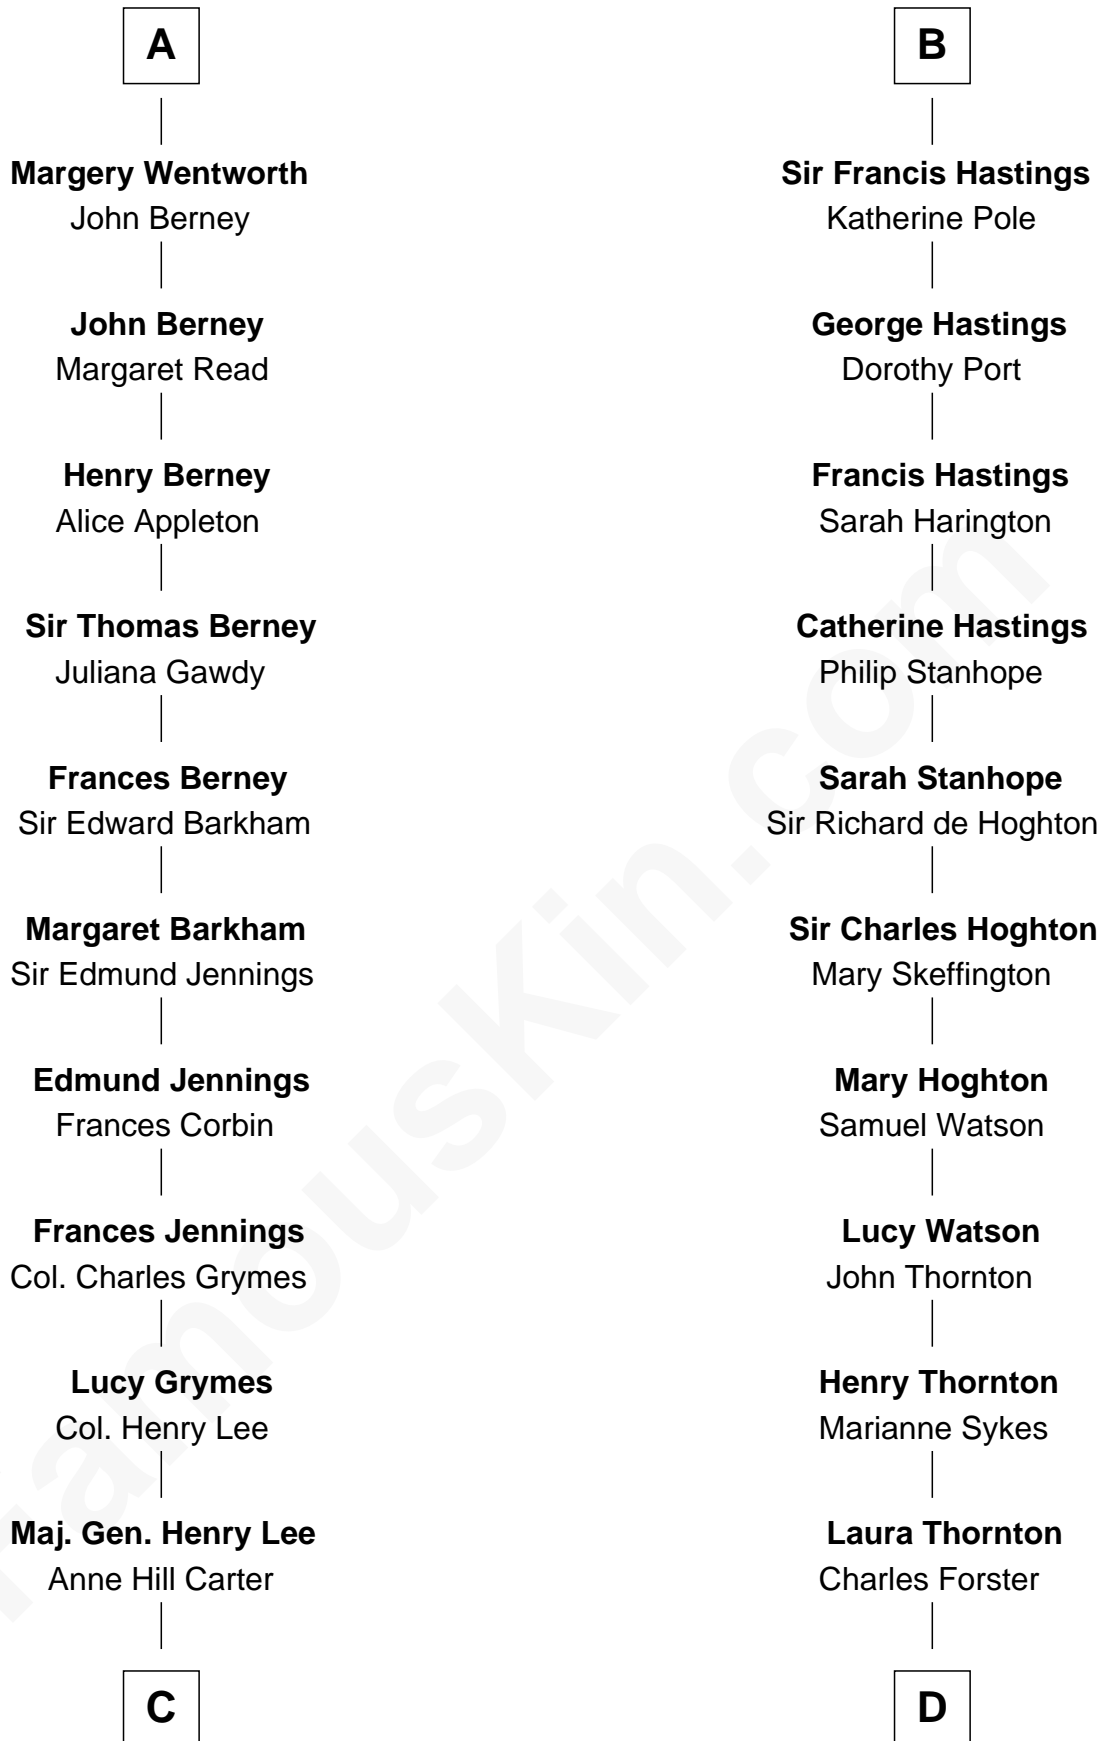 A
Margery Wentworth
John Berney
John Berney
Margaret Read
Henry Berney
Alice Appleton
Sir Thomas Berney
Juliana Gawdy
Frances Berney
Sir Edward Barkham
Margaret Barkham
Sir Edmund Jennings
Edmund Jennings
Frances Corbin
Frances Jennings
Col. Charles Grymes
Lucy Grymes
Col. Henry Lee
Maj. Gen. Henry Lee
Anne Hill Carter
C
B
Sir Francis Hastings
Katherine Pole
George Hastings
Dorothy Port
Francis Hastings
Sarah Harington
Catherine Hastings
Philip Stanhope
Sarah Stanhope
Sir Richard de Hoghton
Sir Charles Hoghton
Mary Skeffington
Mary Hoghton
Samuel Watson
Lucy Watson
John Thornton
Henry Thornton
Marianne Sykes
Laura Thornton
Charles Forster
D
FamousKin.com